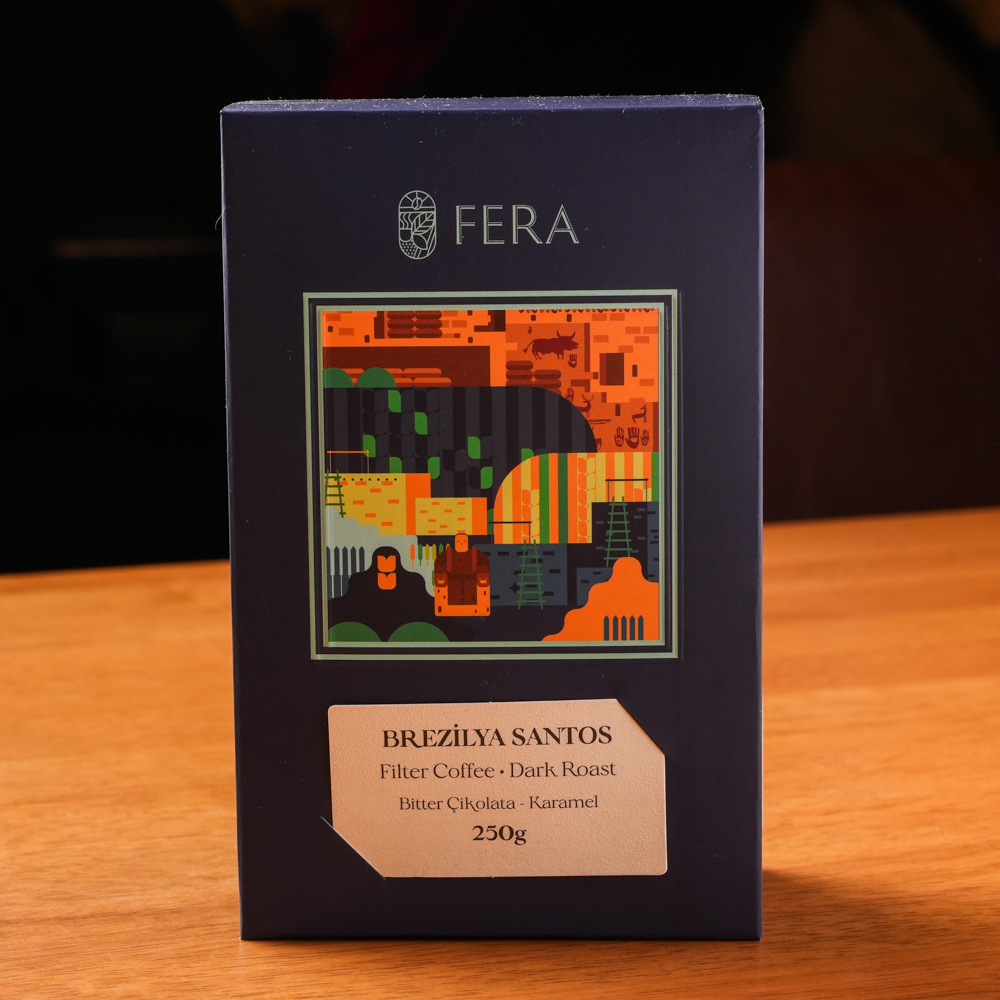 FERA
BREZİLYA SANTOS
Filter Coffee • Dark Roast
Bitter Çikolata - Karamel
250g